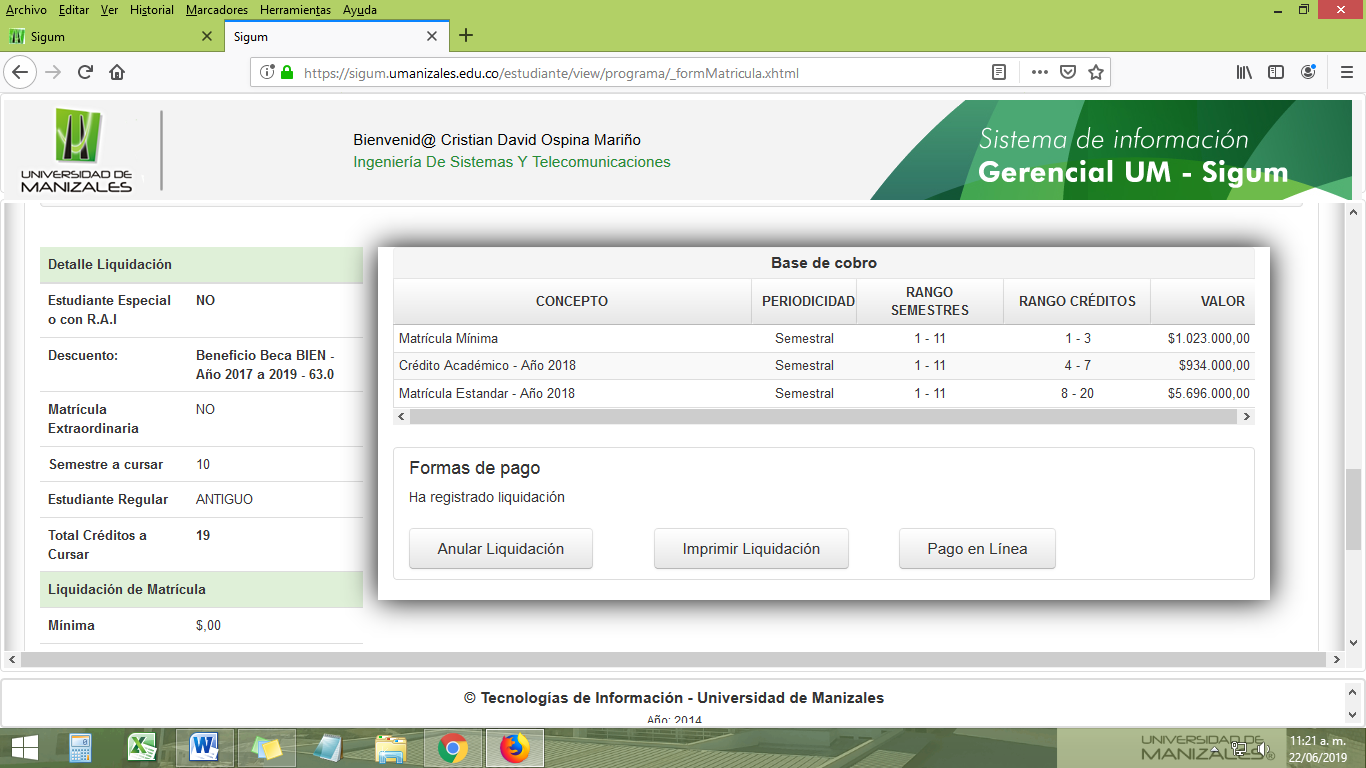 Archivo Editar Ver Historial Marcadores Herramientas Ayuda
Sigum
Sigum
https://sigum.umanizales.edu.co/estudiante/view/programa/_formMatricula.xhtml
UNIVERSIDAD DE
MANIZALES
Bienvenid@ Cristian David Ospina Mariño
Ingeniería De Sistemas Y Telecomunicaciones
Sistema de información
Gerencial UM - Sigum
Detalle Liquidación
Estudiante Especial o con R.A.I NO
Descuento: Beneficio Beca BIEN - Año 2017 a 2019 - 63.0
Matrícula Extraordinaria NO
Semestre a cursar 10
Estudiante Regular ANTIGUO
Total Créditos a Cursar 19
Liquidación de Matrícula
Mínima $,00
Base de cobro
CONCEPTO PERIODICIDAD RANGO SEMESTRES RANGO CRÉDITOS VALOR
Matrícula Mínima Semestral 1 - 11 1 - 3 $1.023.000,00
Crédito Académico - Año 2018 Semestral 1 - 11 4 - 7 $934.000,00
Matrícula Estandar - Año 2018 Semestral 1 - 11 8 - 20 $5.696.000,00
Formas de pago
Ha registrado liquidación
Anular Liquidación Imprimir Liquidación Pago en Línea
© Tecnologías de Información - Universidad de Manizales
Año: 2014
UNIVERSIDAD DE
MANIZALES®
11:21 a. m.
22/06/2019